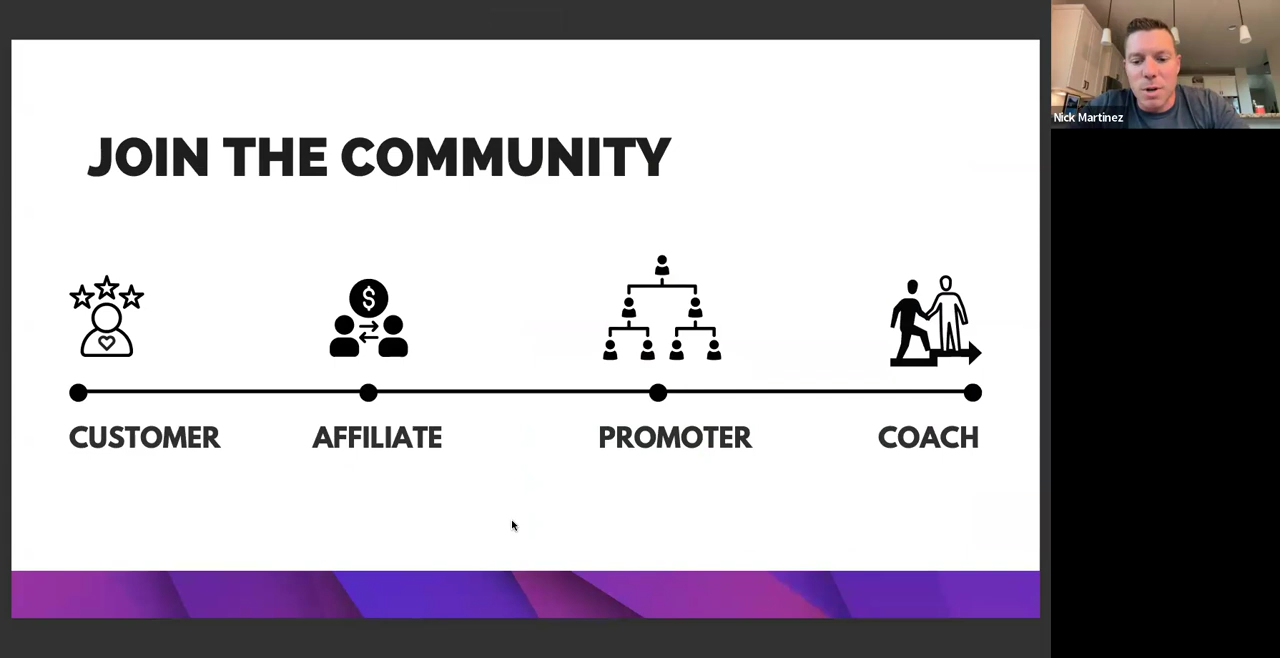 JOIN THE COMMUNITY
$
CUSTOMER
AFFILIATE
PROMOTER
COACH
Nick Martinez